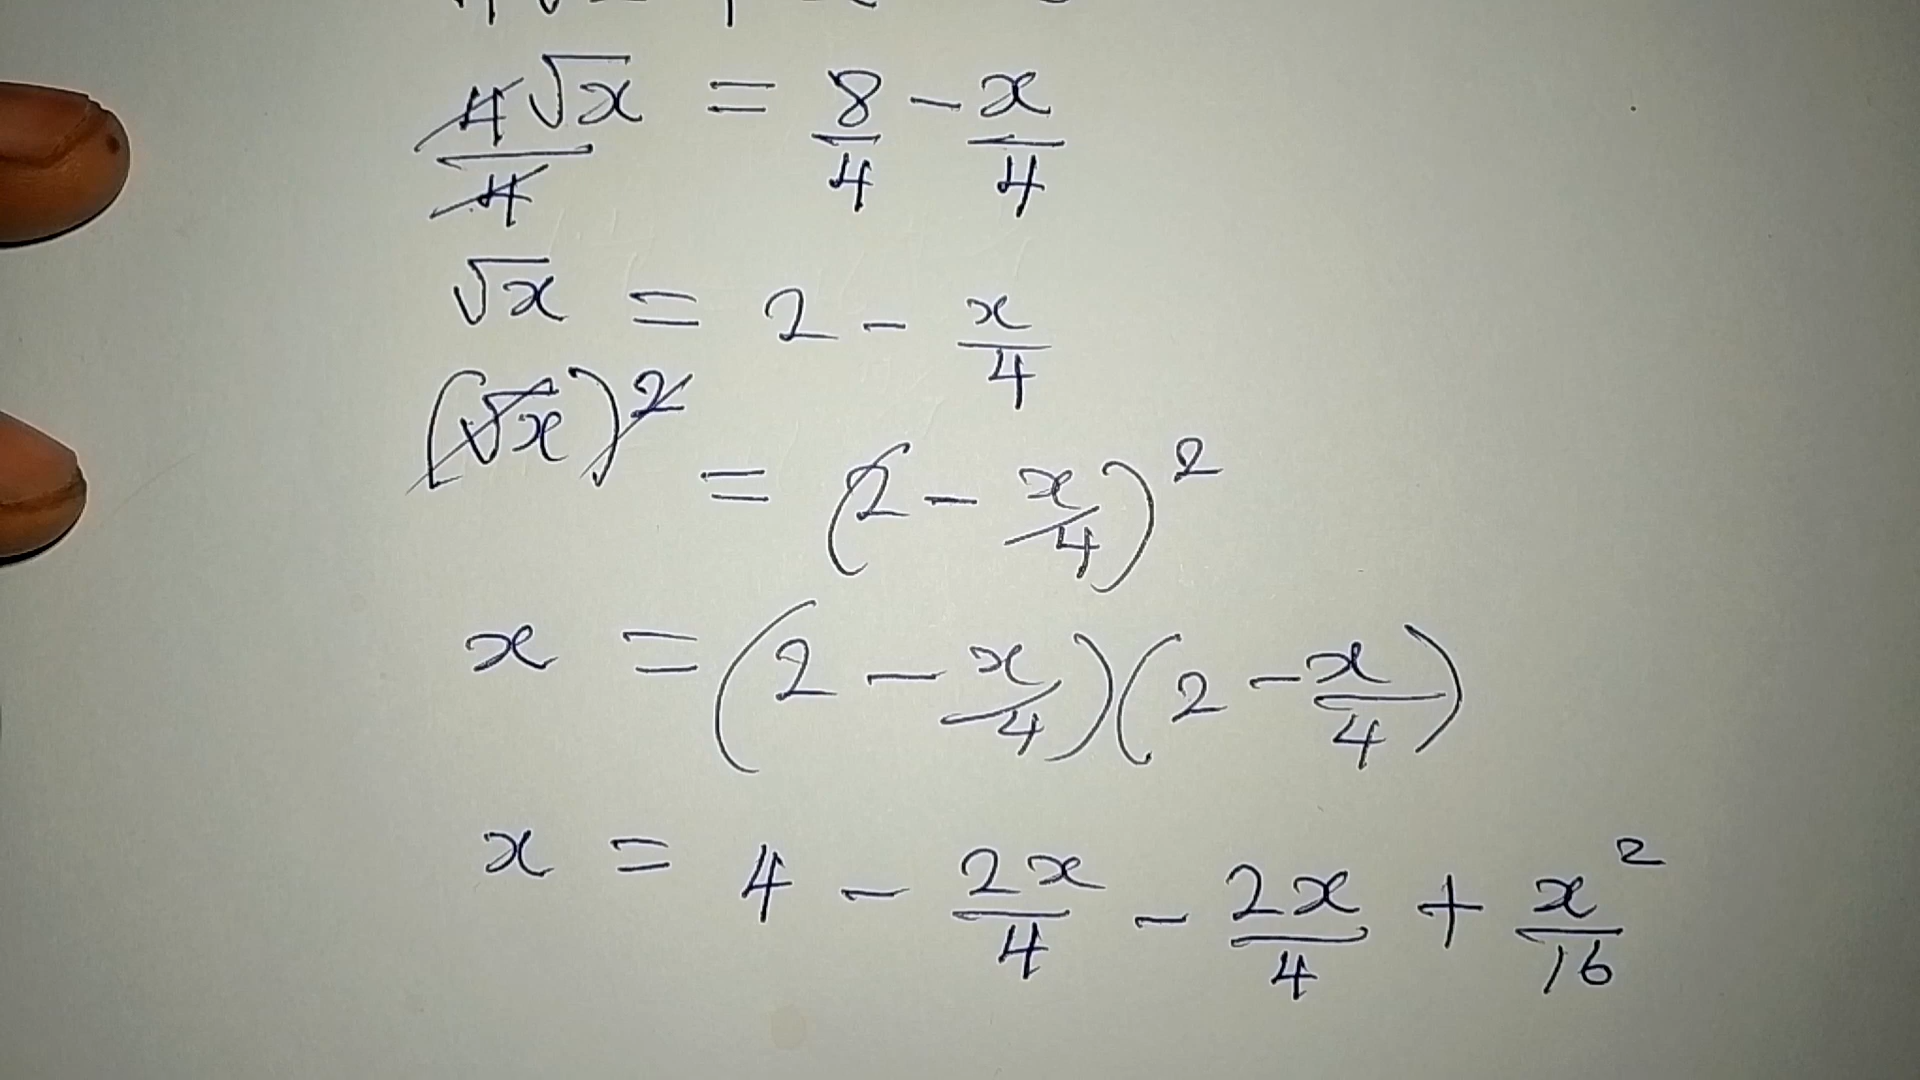 4√x/4 = 8/4 - x/4
√x = 2 - x/4
(√x)² = (2 - x/4)²
x = (2 - x/4)(2 - x/4)
x = 4 - 2x/4 - 2x/4 + x²/16